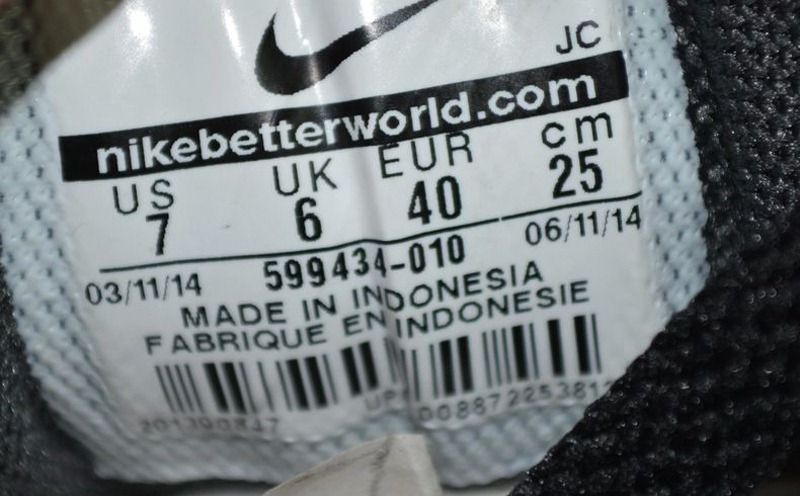 JC
nikebetterworld.com
US UK EUR cm
7 6 40 25
03/11/14 599434-010 06/11/14
MADE IN INDONESIA
FABRIQUE EN INDONESIE